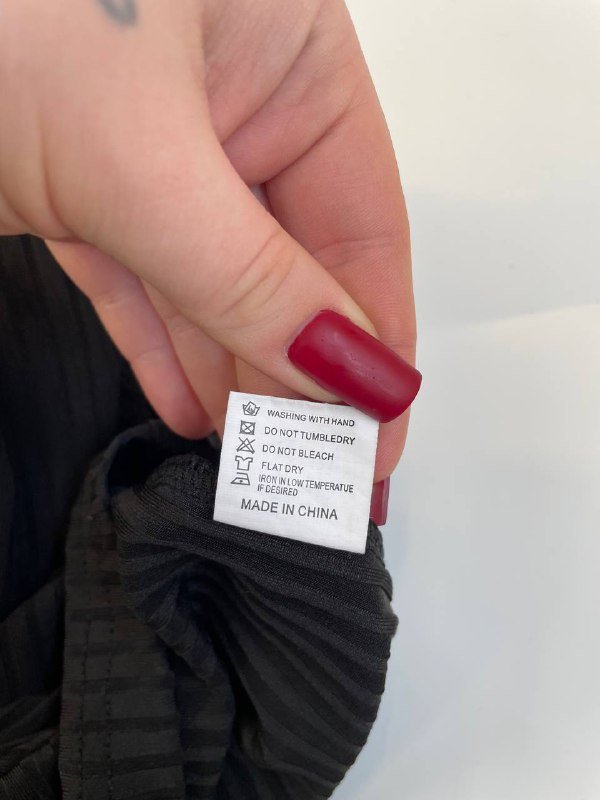 WASHING WITH HAND
DO NOT TUMBLEDRY
DO NOT BLEACH
FLAT DRY
IRON IN LOW TEMPERATUE
IF DESIRED
MADE IN CHINA